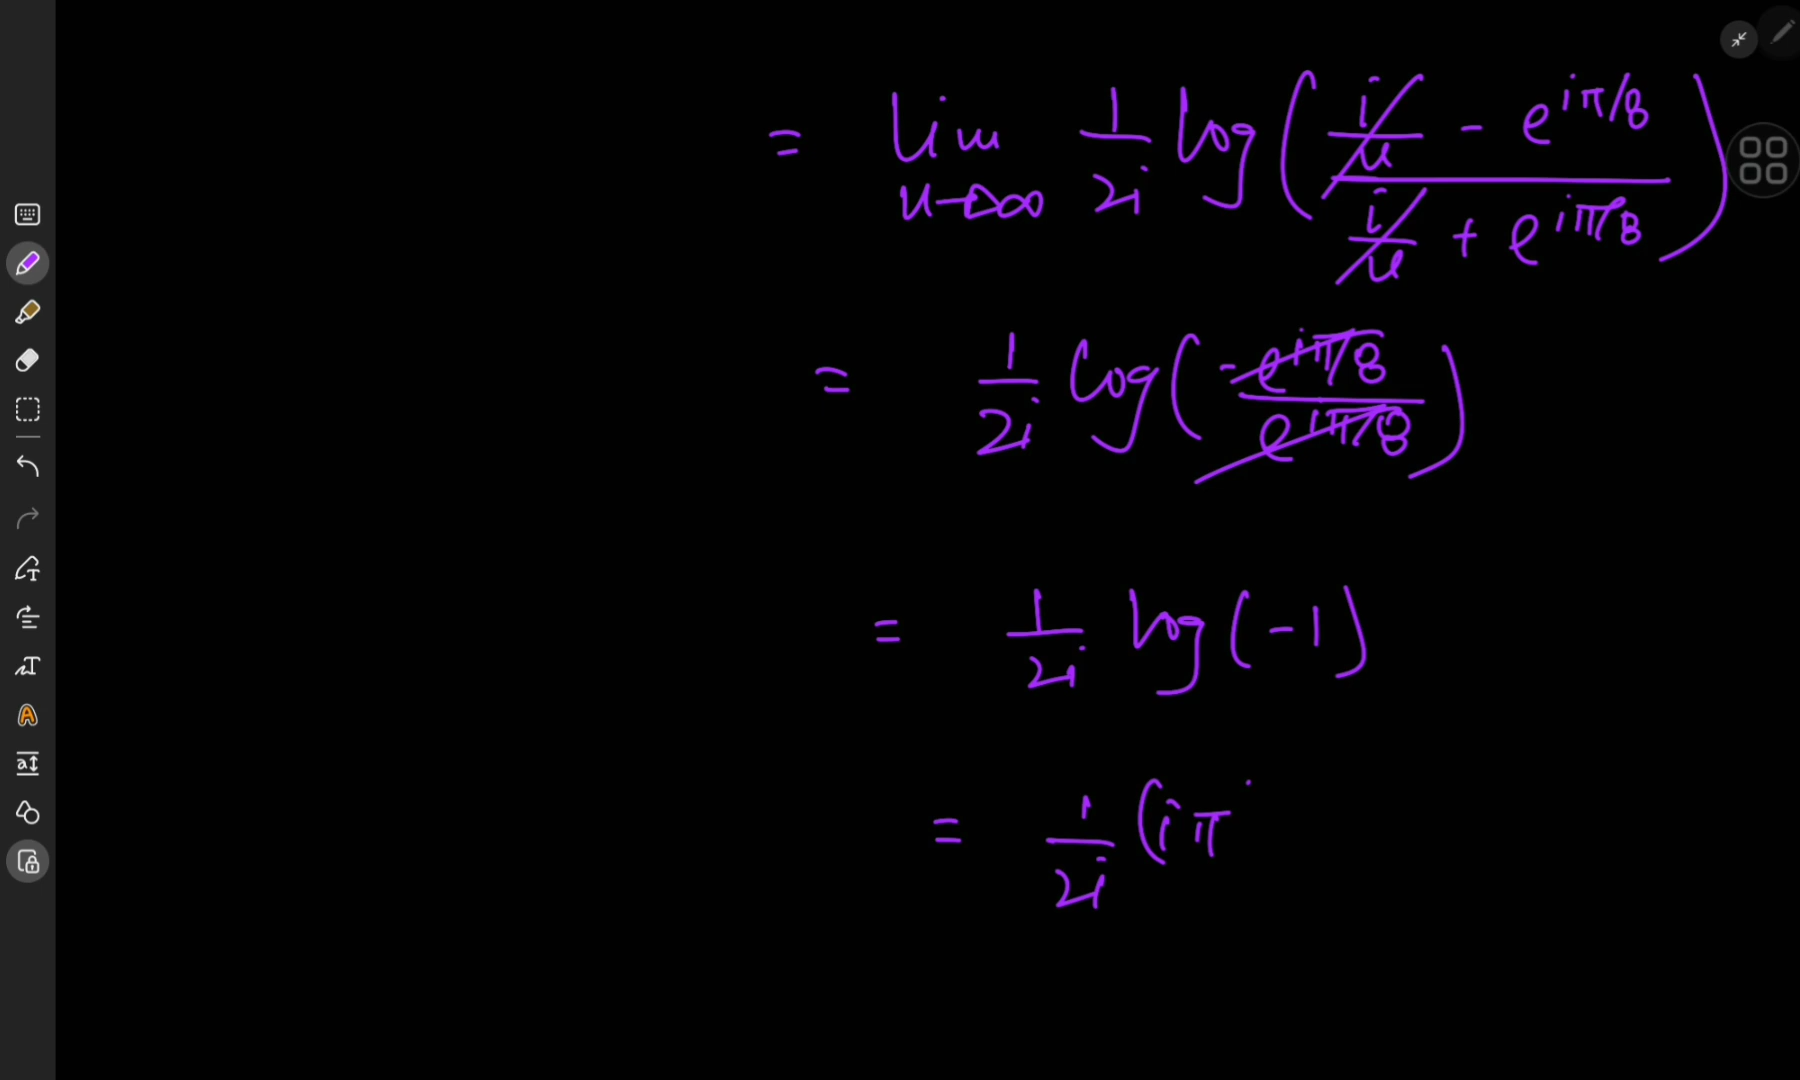 = lim u→∞ 1/2i log( (i/u - e^{iπ/8}) / (i/u + e^{iπ/8}) )
= 1/2i log( -e^{iπ/8} / e^{iπ/8} )
= 1/2i log(-1)
= 1/2i (iπ